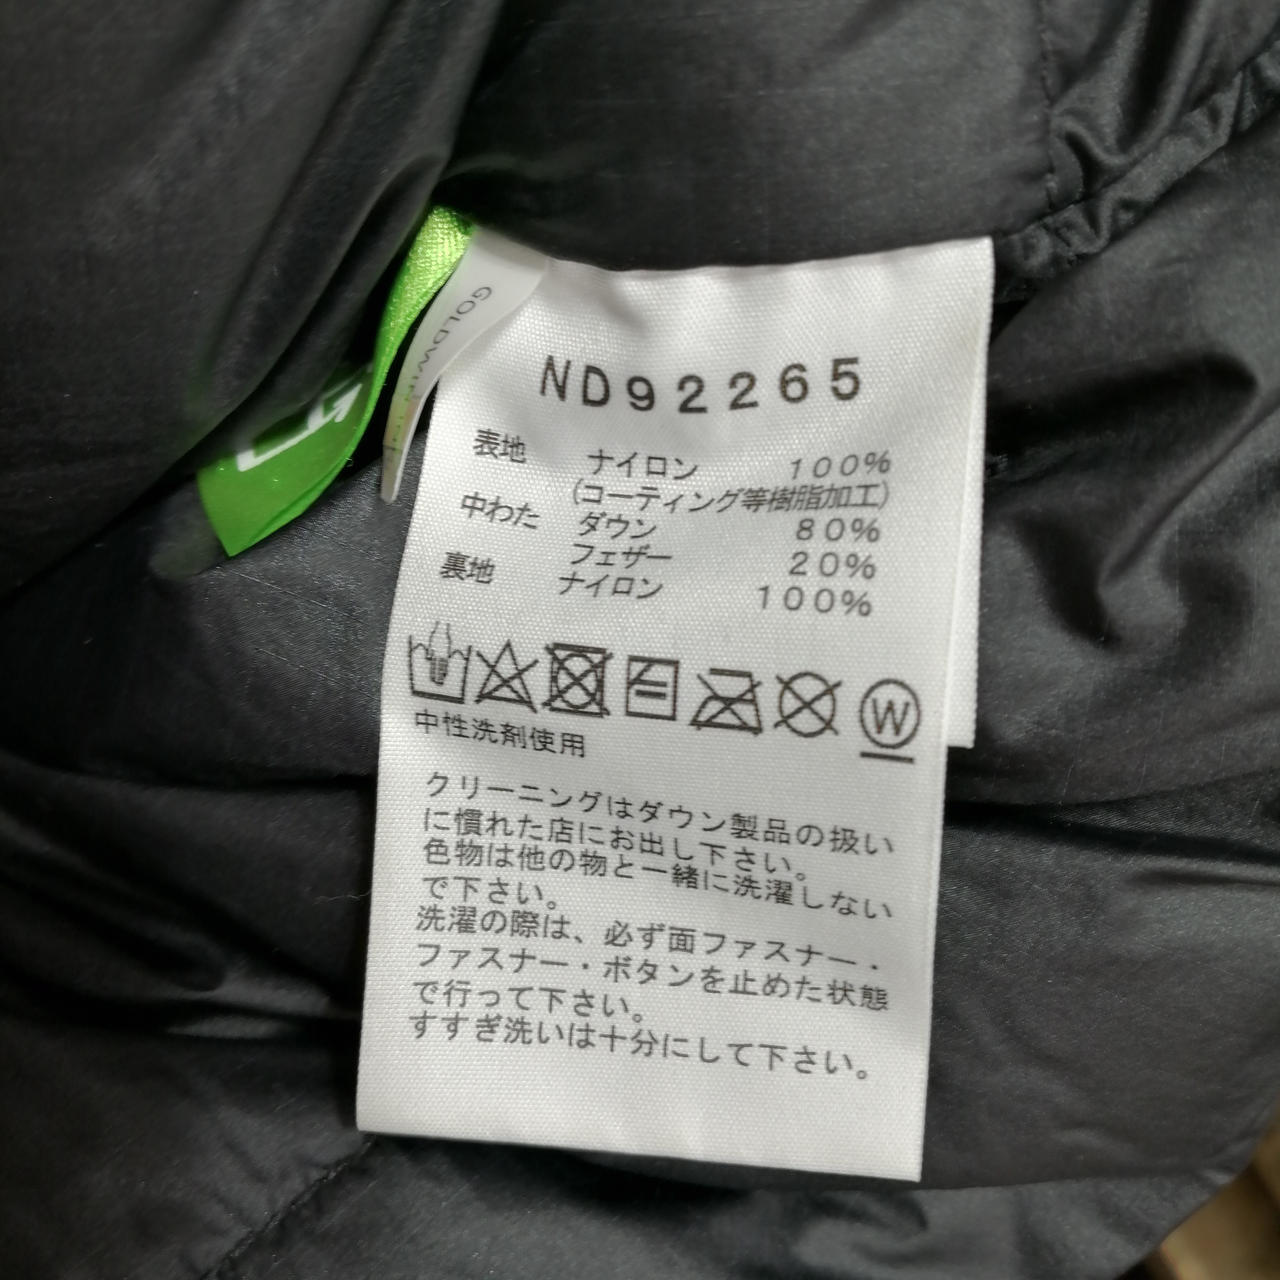 GOLDWIN
ND92265
表地 ナイロン 100%
(コーティング等樹脂加工)
中わた ダウン 80%
フェザー 20%
裏地 ナイロン 100%
W
中性洗剤使用
クリーニングはダウン製品の扱い
に慣れた店にお出し下さい。
色物は他の物と一緒に洗濯しない
で下さい。
洗濯の際は、必ず面ファスナー・
ファスナー・ボタンを止めた状態
で行って下さい。
すすぎ洗いは十分にして下さい。